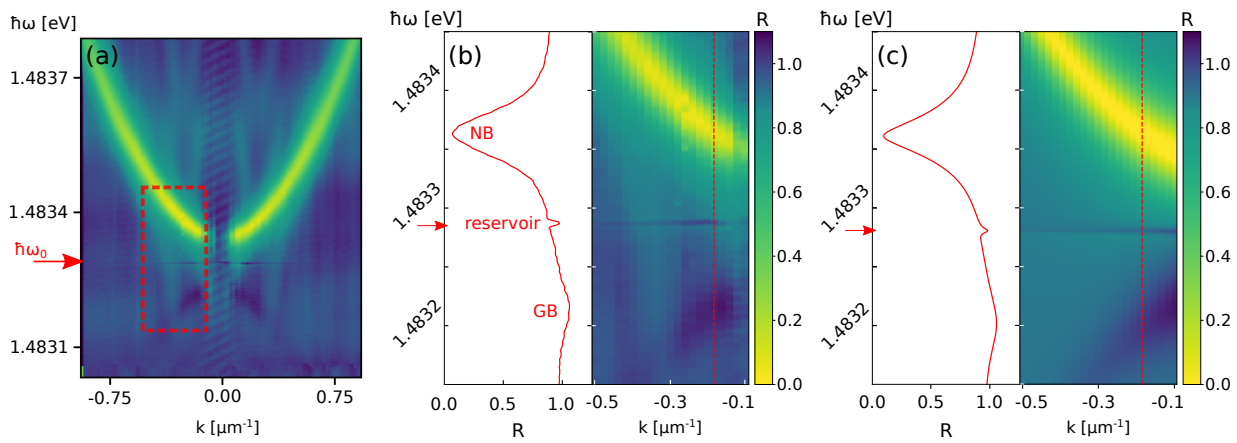 ħω [eV]
(a)
1.4837
1.4834
ħω₀
1.4831
-0.75
0.00
0.75
k [μm⁻¹]
ħω [eV]
R
(b)
1.4834
NB
1.4833
reservoir
GB
1.4832
0.0
0.5
1.0
R
-0.5
-0.3
-0.1
k [μm⁻¹]
1.0
0.8
0.6
0.4
0.2
0.0
ħω [eV]
R
(c)
1.4834
1.4833
1.4832
0.0
0.5
1.0
R
-0.5
-0.3
-0.1
k [μm⁻¹]
1.0
0.8
0.6
0.4
0.2
0.0